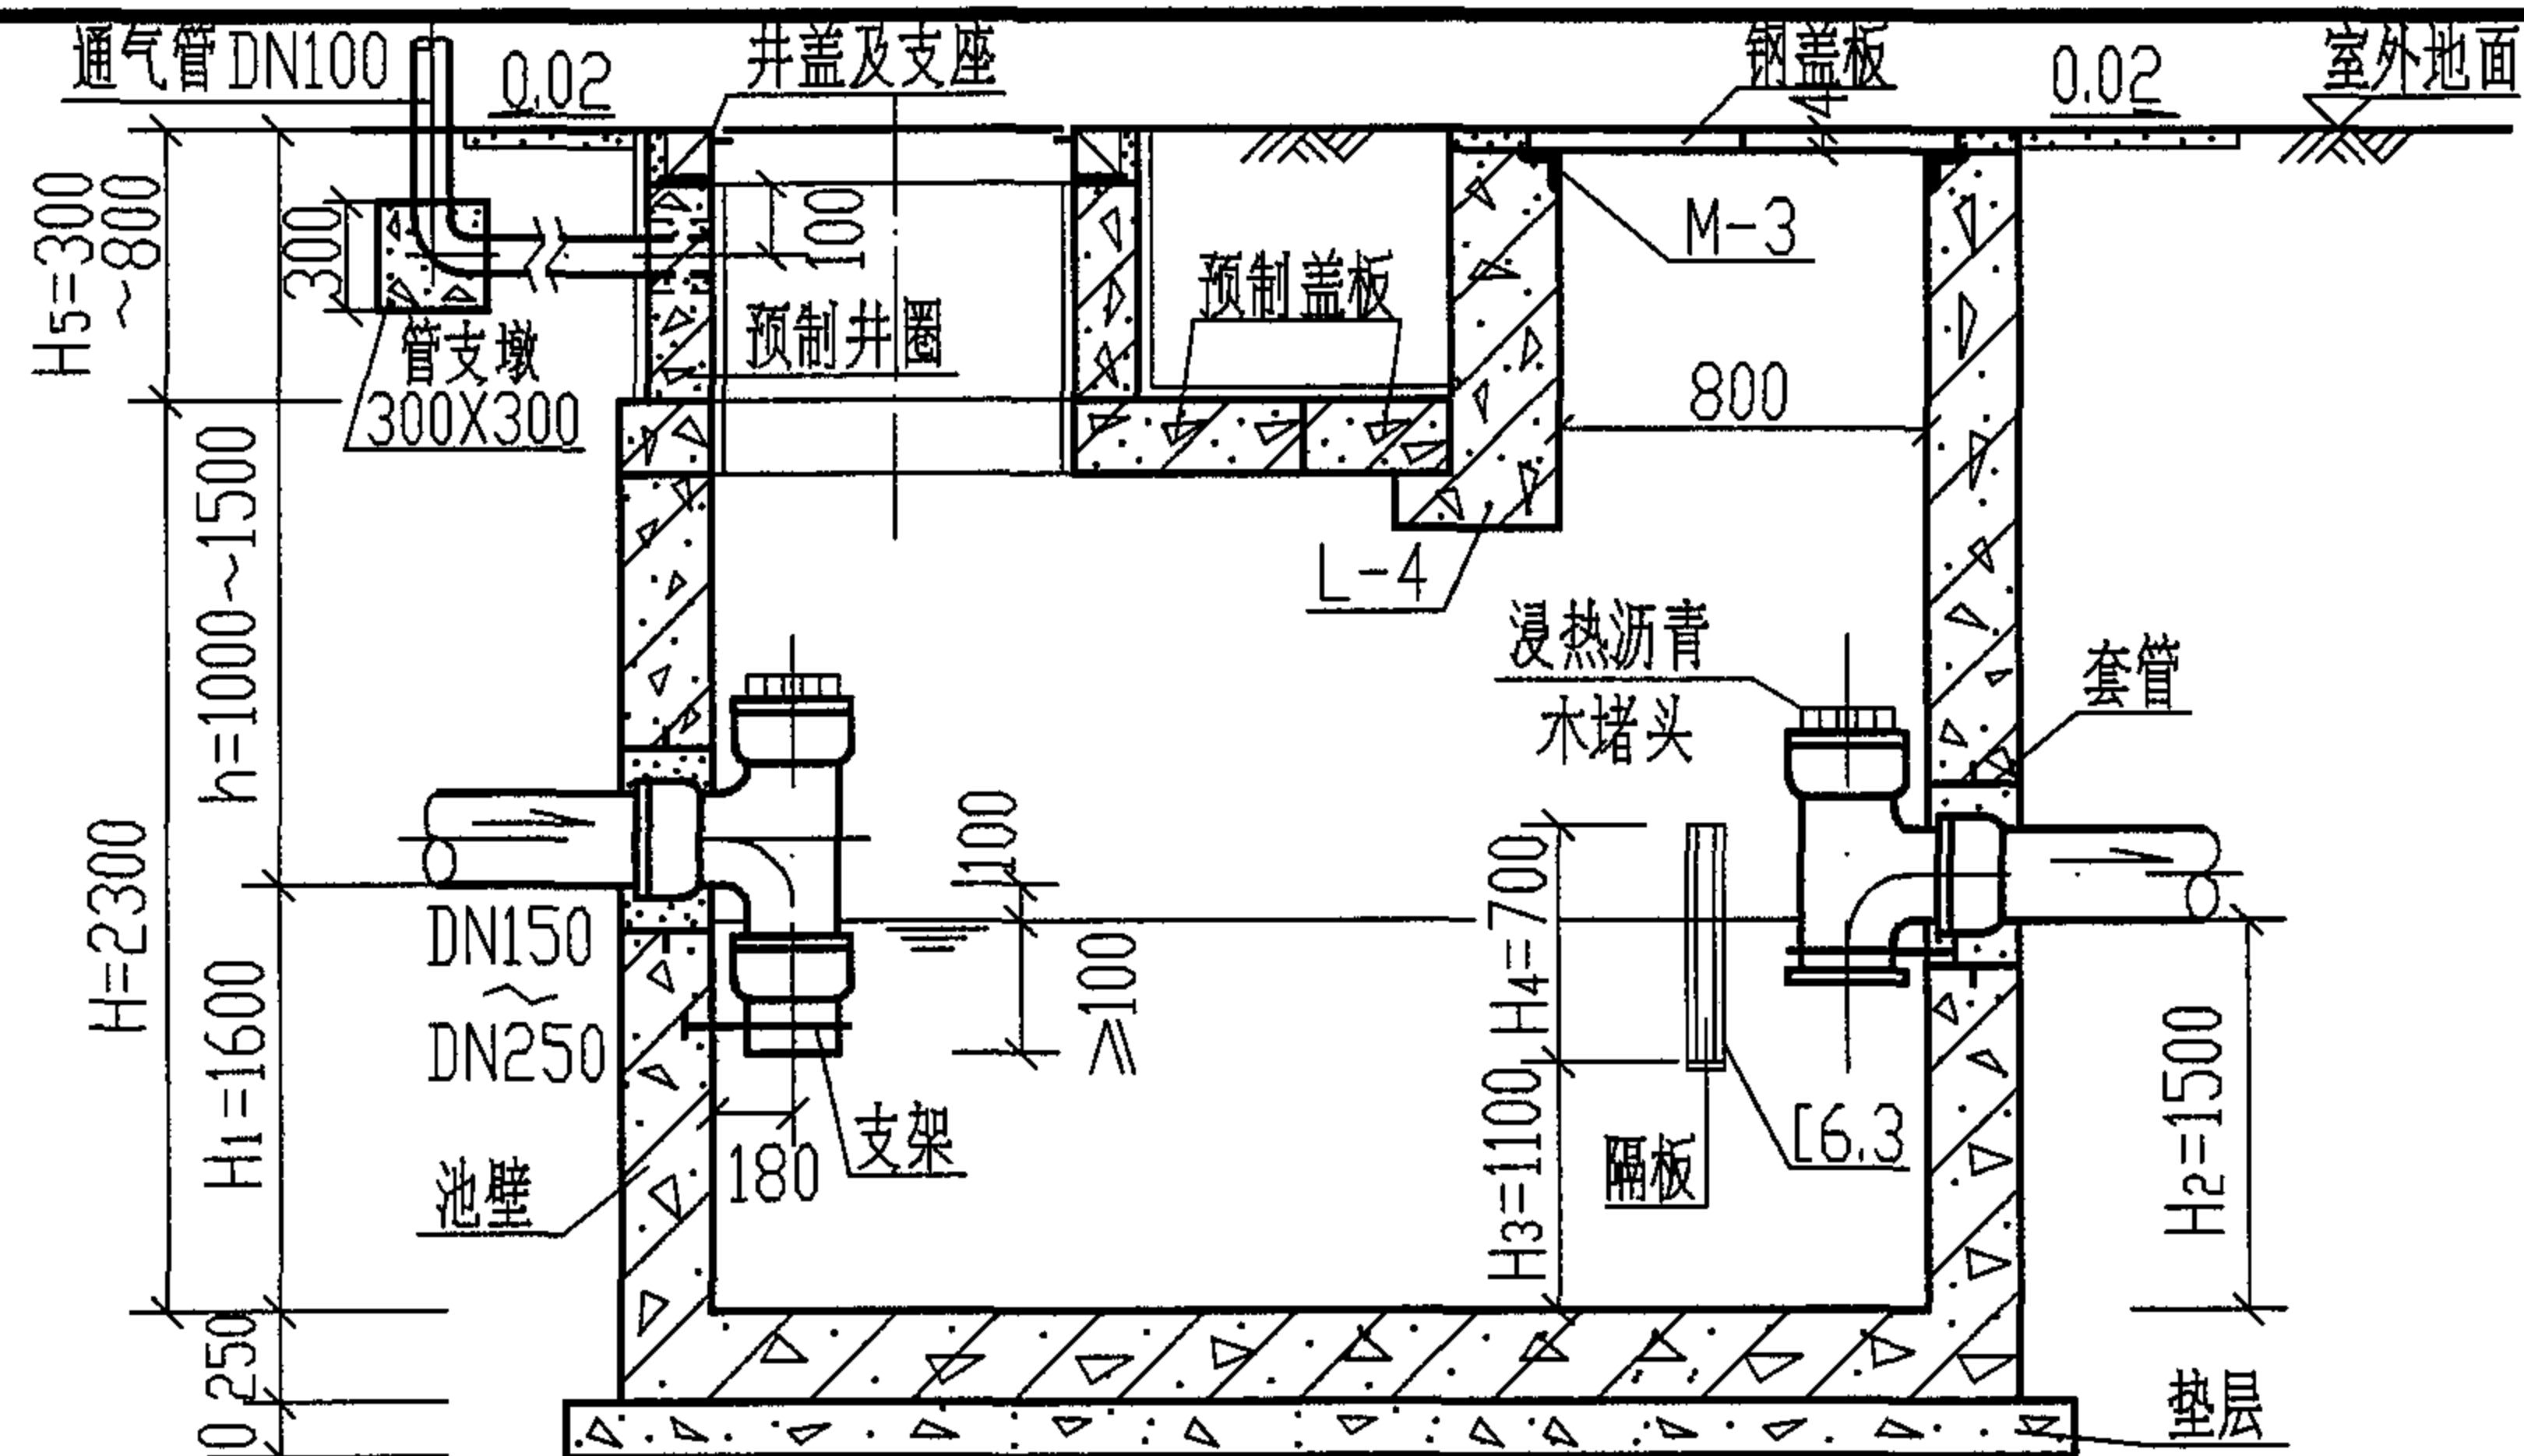 通气管DN100
0.02
井盖及支座
钢盖板
0.02
室外地面
H5=300
~800
300
100
M-3
预制盖板
预制井圈
管支墩
300X300
800
h=1000~1500
L-4
浸热沥青
木堵头
套管
H=2300
100
H4=700
DN150
~
DN250
≥100
H1=1600
H3=1100
[6.3
H2=1500
支架
隔板
180
池壁
250
垫层